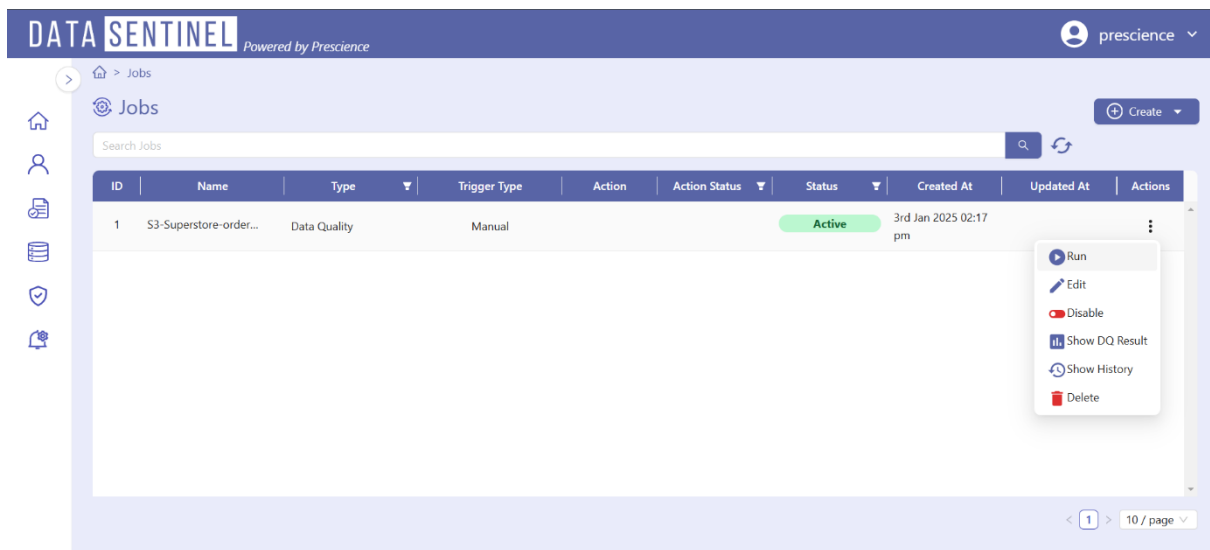 DATA SENTINEL Powered by Prescience
prescience
> Jobs
Jobs
Create
Search Jobs
ID Name Type Trigger Type Action Action Status Status Created At Updated At Actions
1 S3-Superstore-order... Data Quality Manual Active 3rd Jan 2025 02:17
pm
Run
Edit
Disable
Show DQ Result
Show History
Delete
< 1 > 10 / page